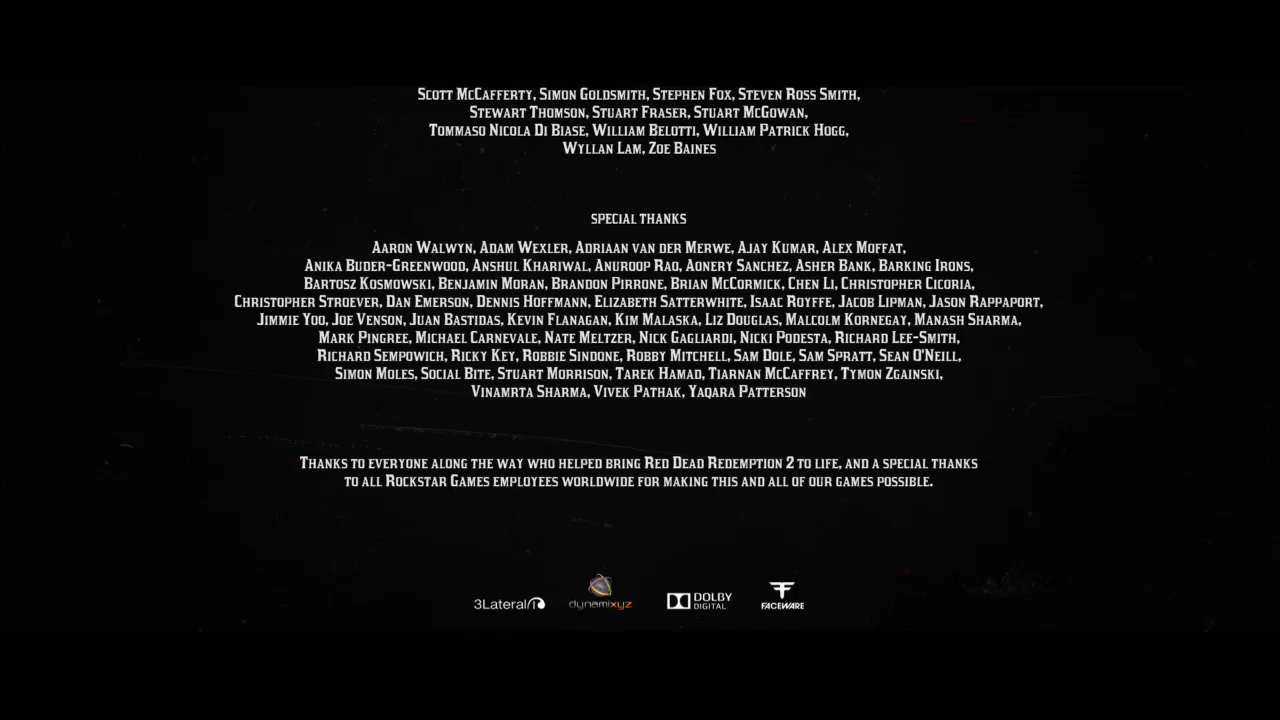 Scott McCafferty, Simon Goldsmith, Stephen Fox, Steven Ross Smith,
Stewart Thomson, Stuart Fraser, Stuart McGowan,
Tommaso Nicola Di Biase, William Belotti, William Patrick Hogg,
Wyllan Lam, Zoe Baines
SPECIAL THANKS
Aaron Walwyn, Adam Wexler, Adriaan van der Merwe, Ajay Kumar, Alex Moffat,
Anika Buder-Greenwood, Anshul Khariwal, Anuroop Rao, Aonery Sanchez, Asher Bank, Barking Irons,
Bartosz Kosmowski, Benjamin Moran, Brandon Pirrone, Brian McCormick, Chen Li, Christopher Cicoria,
Christopher Stroever, Dan Emerson, Dennis Hoffmann, Elizabeth Satterwhite, Isaac Royffe, Jacob Lipman, Jason Rappaport,
Jimmie Yoo, Joe Venson, Juan Bastidas, Kevin Flanagan, Kim Malaska, Liz Douglas, Malcolm Kornegay, Manash Sharma,
Mark Pingree, Michael Carnevale, Nate Meltzer, Nick Gagliardi, Nicki Podesta, Richard Lee-Smith,
Richard Sempowich, Ricky Key, Robbie Sindone, Robby Mitchell, Sam Dole, Sam Spratt, Sean O'Neill,
Simon Moles, Social Bite, Stuart Morrison, Tarek Hamad, Tiarnan McCaffrey, Tymon Zgainski,
Vinamrta Sharma, Vivek Pathak, Yaqara Patterson
Thanks to everyone along the way who helped bring Red Dead Redemption 2 to life, and a special thanks
to all Rockstar Games employees worldwide for making this and all of our games possible.
3Lateral dynamixyz DOLBY DIGITAL FACEWARE